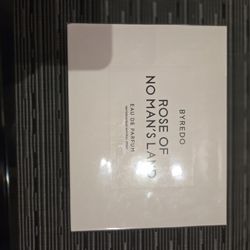 BYREDO
ROSE OF
NO MAN'S LAND
EAU DE PARFUM